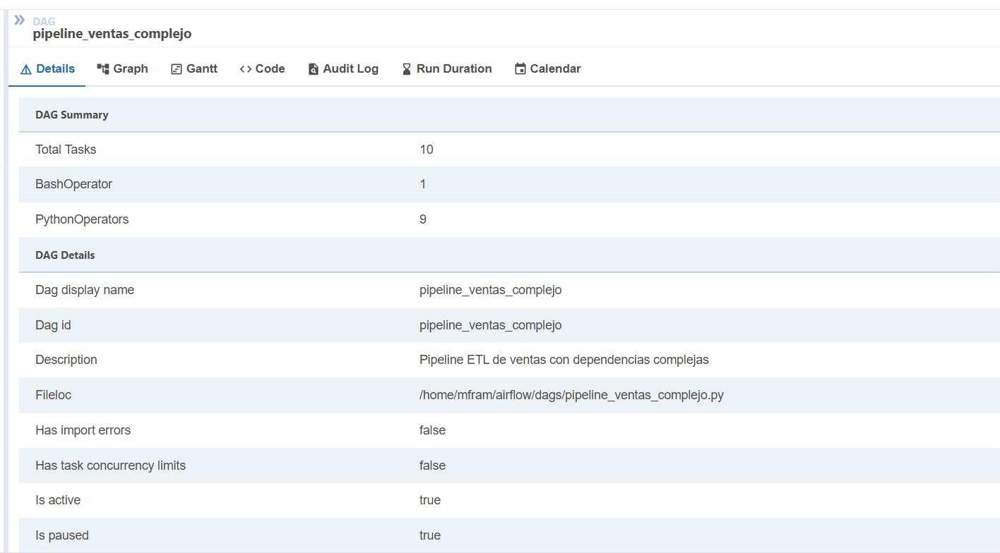 DAG
pipeline_ventas_complejo
Details Graph Gantt Code Audit Log Run Duration Calendar
DAG Summary
Total Tasks 10
BashOperator 1
PythonOperators 9
DAG Details
Dag display name pipeline_ventas_complejo
Dag id pipeline_ventas_complejo
Description Pipeline ETL de ventas con dependencias complejas
Fileloc /home/mfram/airflow/dags/pipeline_ventas_complejo.py
Has import errors false
Has task concurrency limits false
Is active true
Is paused true